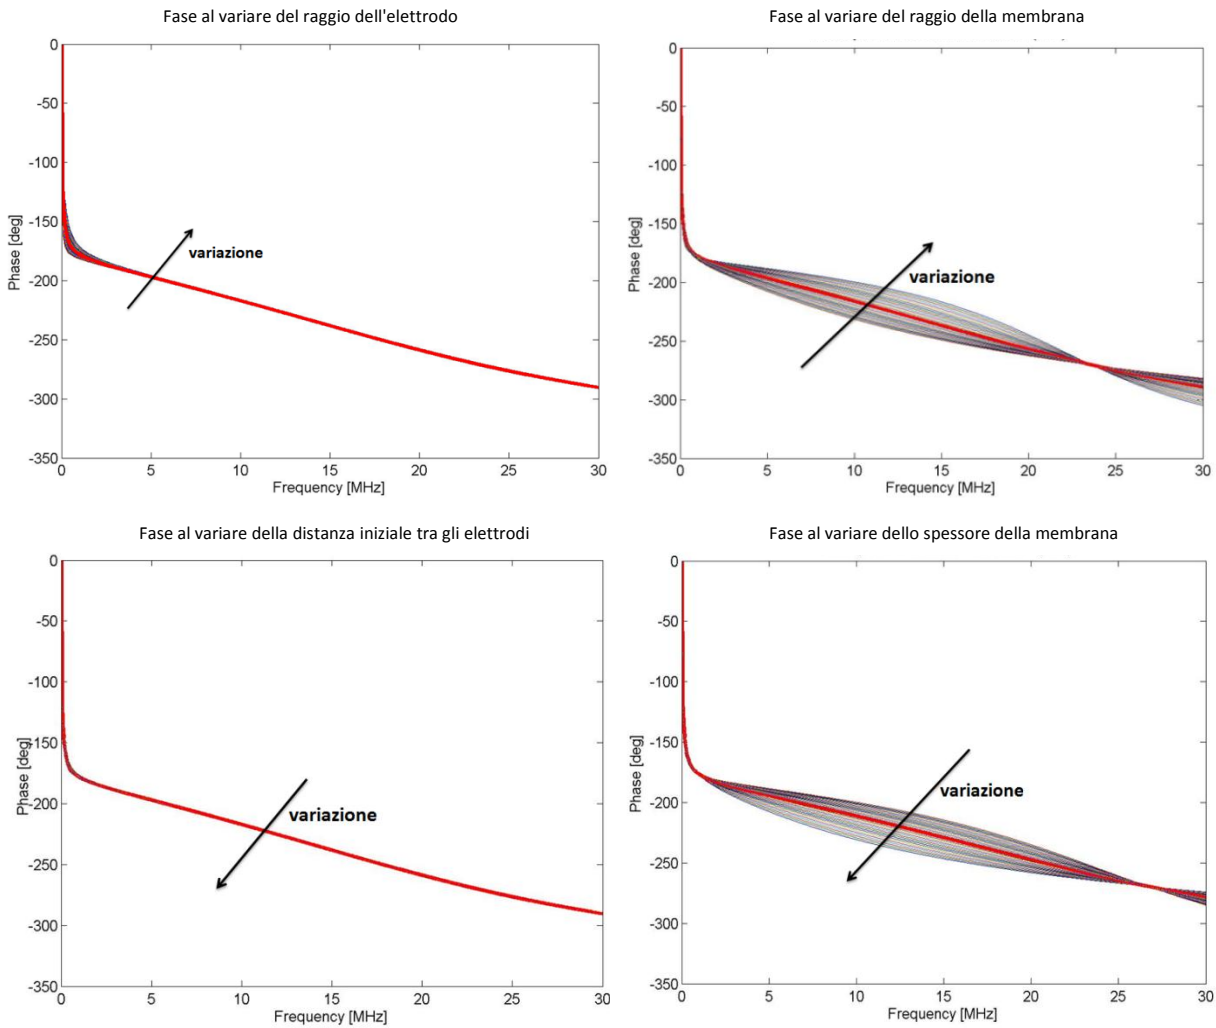 Fase al variare del raggio dell'elettrodo
0
-50
-100
-150
-200
-250
-300
-350
Phase [deg]
variazione
0 5 10 15 20 25 30
Frequency [MHz]
Fase al variare del raggio della membrana
0
-50
-100
-150
-200
-250
-300
-350
Phase [deg]
variazione
0 5 10 15 20 25 30
Frequency [MHz]
Fase al variare della distanza iniziale tra gli elettrodi
0
-50
-100
-150
-200
-250
-300
-350
Phase [deg]
variazione
0 5 10 15 20 25 30
Frequency [MHz]
Fase al variare dello spessore della membrana
0
-50
-100
-150
-200
-250
-300
-350
Phase [deg]
variazione
0 5 10 15 20 25 30
Frequency [MHz]